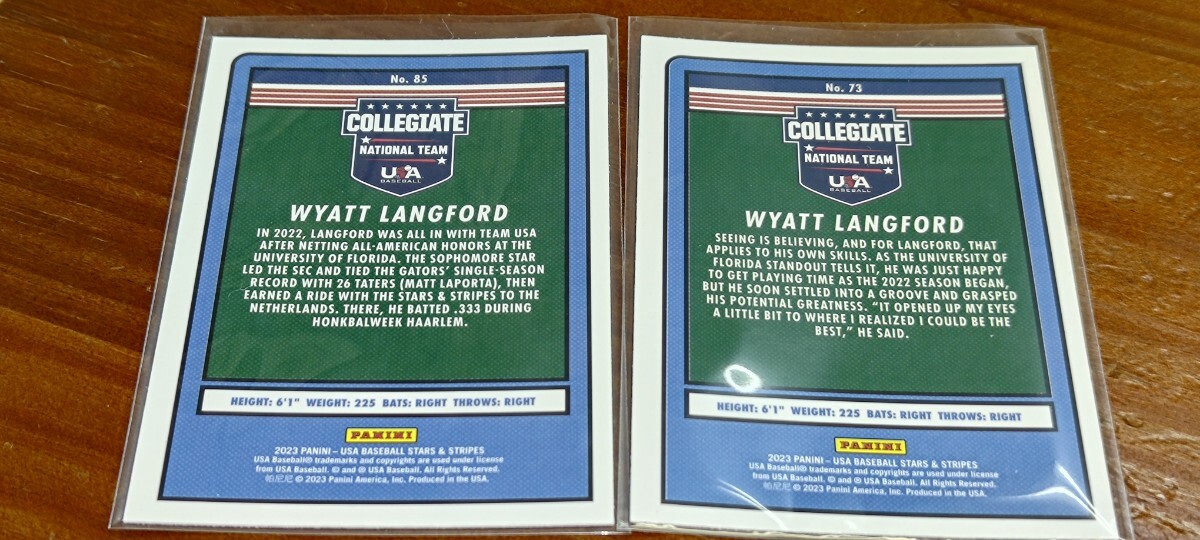 No. 85
COLLEGIATE
NATIONAL TEAM
USA
BASEBALL
WYATT LANGFORD
IN 2022, LANGFORD WAS ALL IN WITH TEAM USA
AFTER NETTING ALL-AMERICAN HONORS AT THE
UNIVERSITY OF FLORIDA. THE SOPHOMORE STAR
LED THE SEC AND TIED THE GATORS' SINGLE-SEASON
RECORD WITH 26 TATERS (MATT LAPORTA), THEN
EARNED A RIDE WITH THE STARS & STRIPES TO THE
NETHERLANDS. THERE, HE BATTED .333 DURING
HONKBALWEEK HAARLEM.
HEIGHT: 6'1" WEIGHT: 225 BATS: RIGHT THROWS: RIGHT
PANINI
2023 PANINI – USA BASEBALL STARS & STRIPES
USA Baseball® trademarks and copyrights are used under license
from USA Baseball. © and ® USA Baseball. All Rights Reserved.
帕尼尼 © 2023 Panini America, Inc. Produced in the USA.
No. 73
COLLEGIATE
NATIONAL TEAM
USA
BASEBALL
WYATT LANGFORD
SEEING IS BELIEVING, AND FOR LANGFORD, THAT
APPLIES TO HIS OWN SKILLS. AS THE UNIVERSITY OF
FLORIDA STANDOUT TELLS IT, HE WAS JUST HAPPY
TO GET PLAYING TIME AS THE 2022 SEASON BEGAN,
BUT HE SOON SETTLED INTO A GROOVE AND GRASPED
HIS POTENTIAL GREATNESS. "IT OPENED UP MY EYES
A LITTLE BIT TO WHERE I REALIZED I COULD BE THE
BEST," HE SAID.
HEIGHT: 6'1" WEIGHT: 225 BATS: RIGHT THROWS: RIGHT
PANINI
2023 PANINI – USA BASEBALL STARS & STRIPES
USA Baseball® trademarks and copyrights are used under license
from USA Baseball. © and ® USA Baseball. All Rights Reserved.
帕尼尼 © 2023 Panini America, Inc. Produced in the USA.